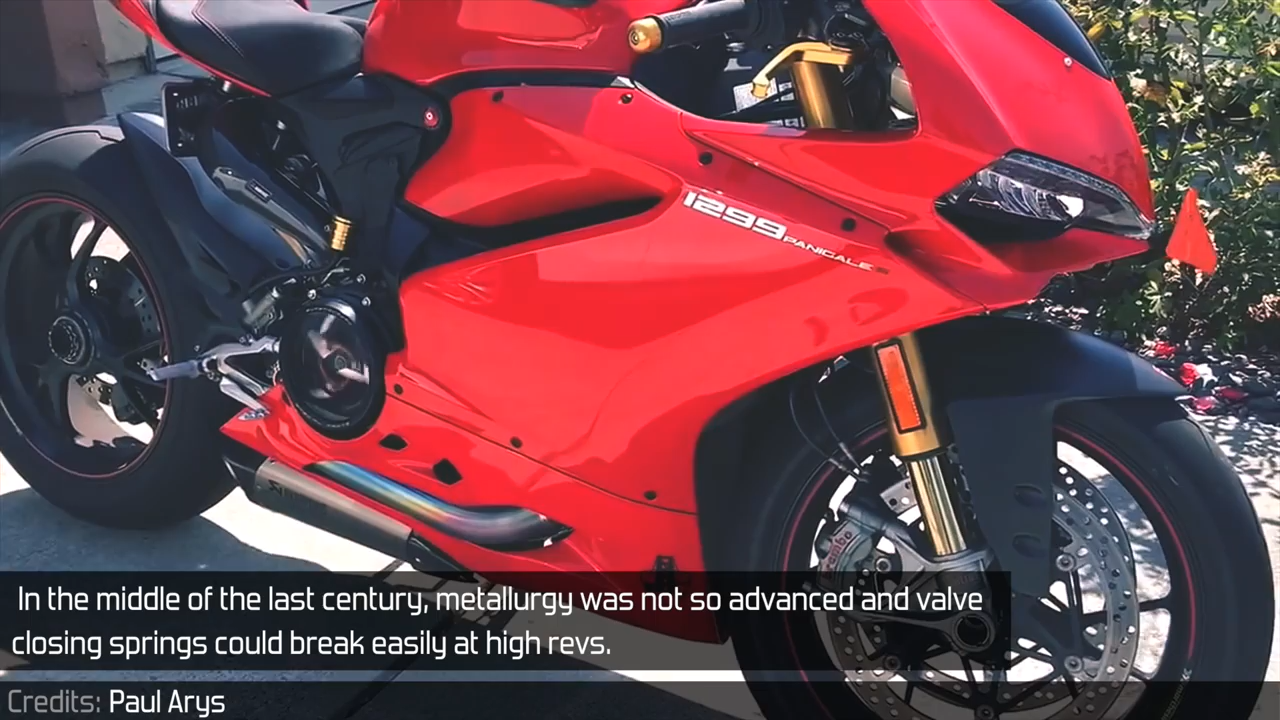 1299 PANIGALE S
brembo
In the middle of the last century, metallurgy was not so advanced and valve
closing springs could break easily at high revs.
Credits: Paul Arys